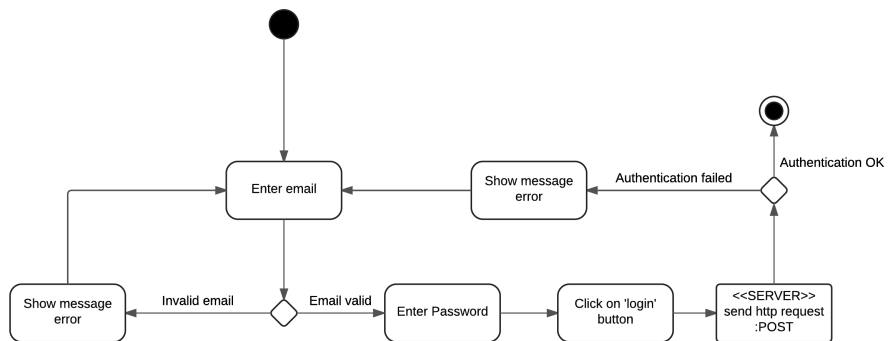 Authentication OK
Enter email
Show message
error
Authentication failed
Show message
error
Invalid email
Email valid
Enter Password
Click on 'login'
button
<<SERVER>>
send http request
:POST